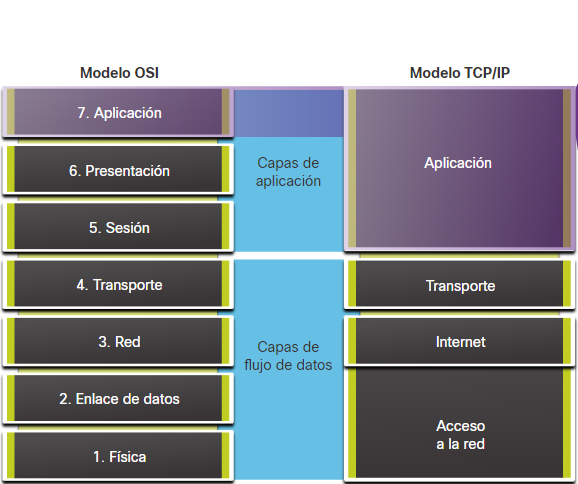 Modelo OSI
Modelo TCP/IP
7. Aplicación
6. Presentación
5. Sesión
4. Transporte
3. Red
2. Enlace de datos
1. Física
Capas de
aplicación
Capas de
flujo de datos
Aplicación
Transporte
Internet
Acceso
a la red